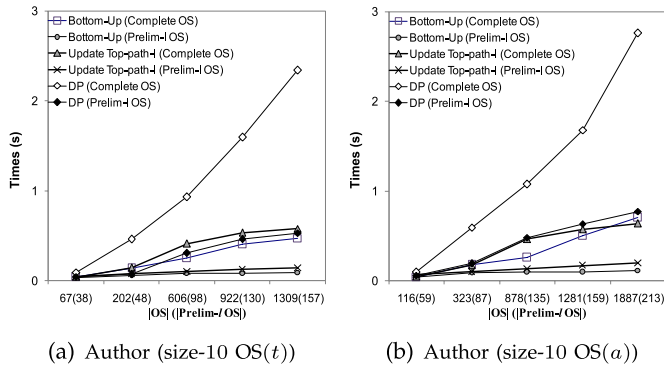 3
2
1
0
Times (s)
Bottom-Up (Complete OS)
Bottom-Up (Prelim-l OS)
Update Top-path-l (Complete OS)
Update Top-path-l (Prelim-l OS)
DP (Complete OS)
DP (Prelim-l OS)
67(38) 202(48) 606(98) 922(130) 1309(157)
|OS| (|Prelim-l OS|)
(a) Author (size-10 OS(t))
3
2
1
0
Times (s)
Bottom-Up (Complete OS)
Bottom-Up (Prelim-l OS)
Update Top-path-l (Complete OS)
Update Top-path-l (Prelim-l OS)
DP (Complete OS)
DP (Prelim-l OS)
116(59) 323(87) 878(135) 1281(159) 1887(213)
|OS| (|Prelim-l OS|)
(b) Author (size-10 OS(a))